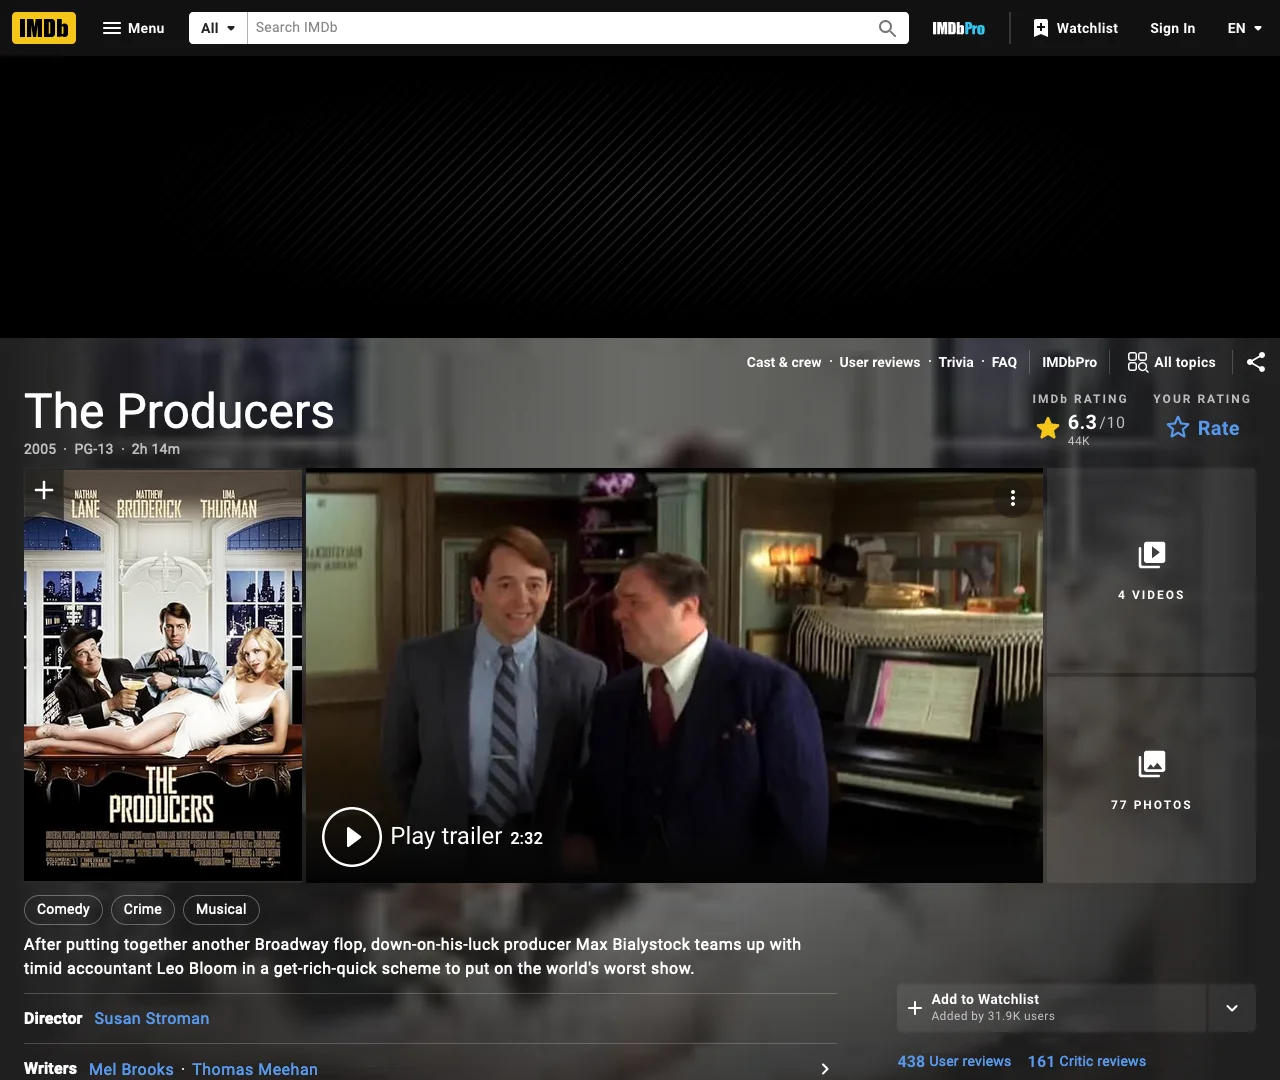 IMDb
Menu
All
Search IMDb
IMDbPro
Watchlist
Sign In
EN
Cast & crew · User reviews · Trivia · FAQ
IMDbPro
All topics
The Producers
2005 · PG-13 · 2h 14m
IMDb RATING
6.3/10
44K
YOUR RATING
Rate
NATHAN LANE
MATTHEW BRODERICK
UMA THURMAN
THE
PRODUCERS
Play trailer 2:32
4 VIDEOS
77 PHOTOS
Comedy
Crime
Musical
After putting together another Broadway flop, down-on-his-luck producer Max Bialystock teams up with
timid accountant Leo Bloom in a get-rich-quick scheme to put on the world's worst show.
Director Susan Stroman
Writers Mel Brooks · Thomas Meehan
Add to Watchlist
Added by 31.9K users
438 User reviews
161 Critic reviews